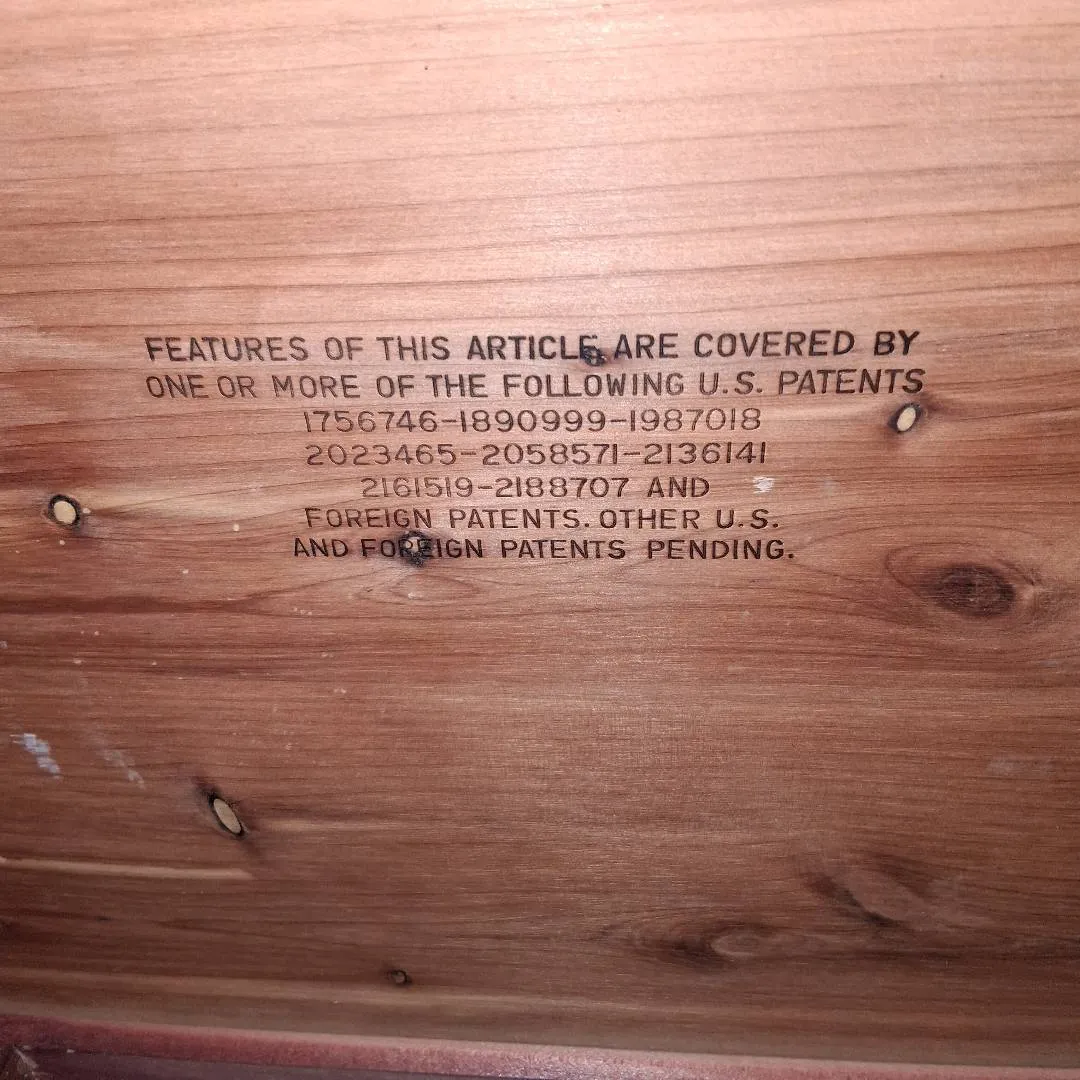 FEATURES OF THIS ARTICLE ARE COVERED BY
ONE OR MORE OF THE FOLLOWING U.S. PATENTS
1756746-1890999-1987018
2023465-2058571-2136141
2161519-2188707 AND
FOREIGN PATENTS. OTHER U.S.
AND FOREIGN PATENTS PENDING.